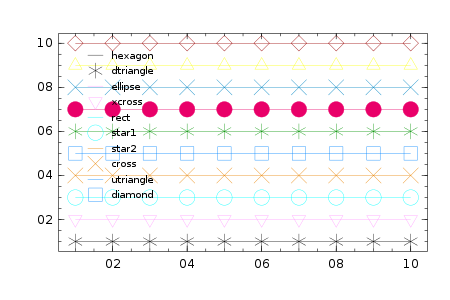 10
hexagon
dtriangle
08
ellipse
xcross
rect
06
star1
star2
04
cross
utriangle
diamond
02
02 04 06 08 10